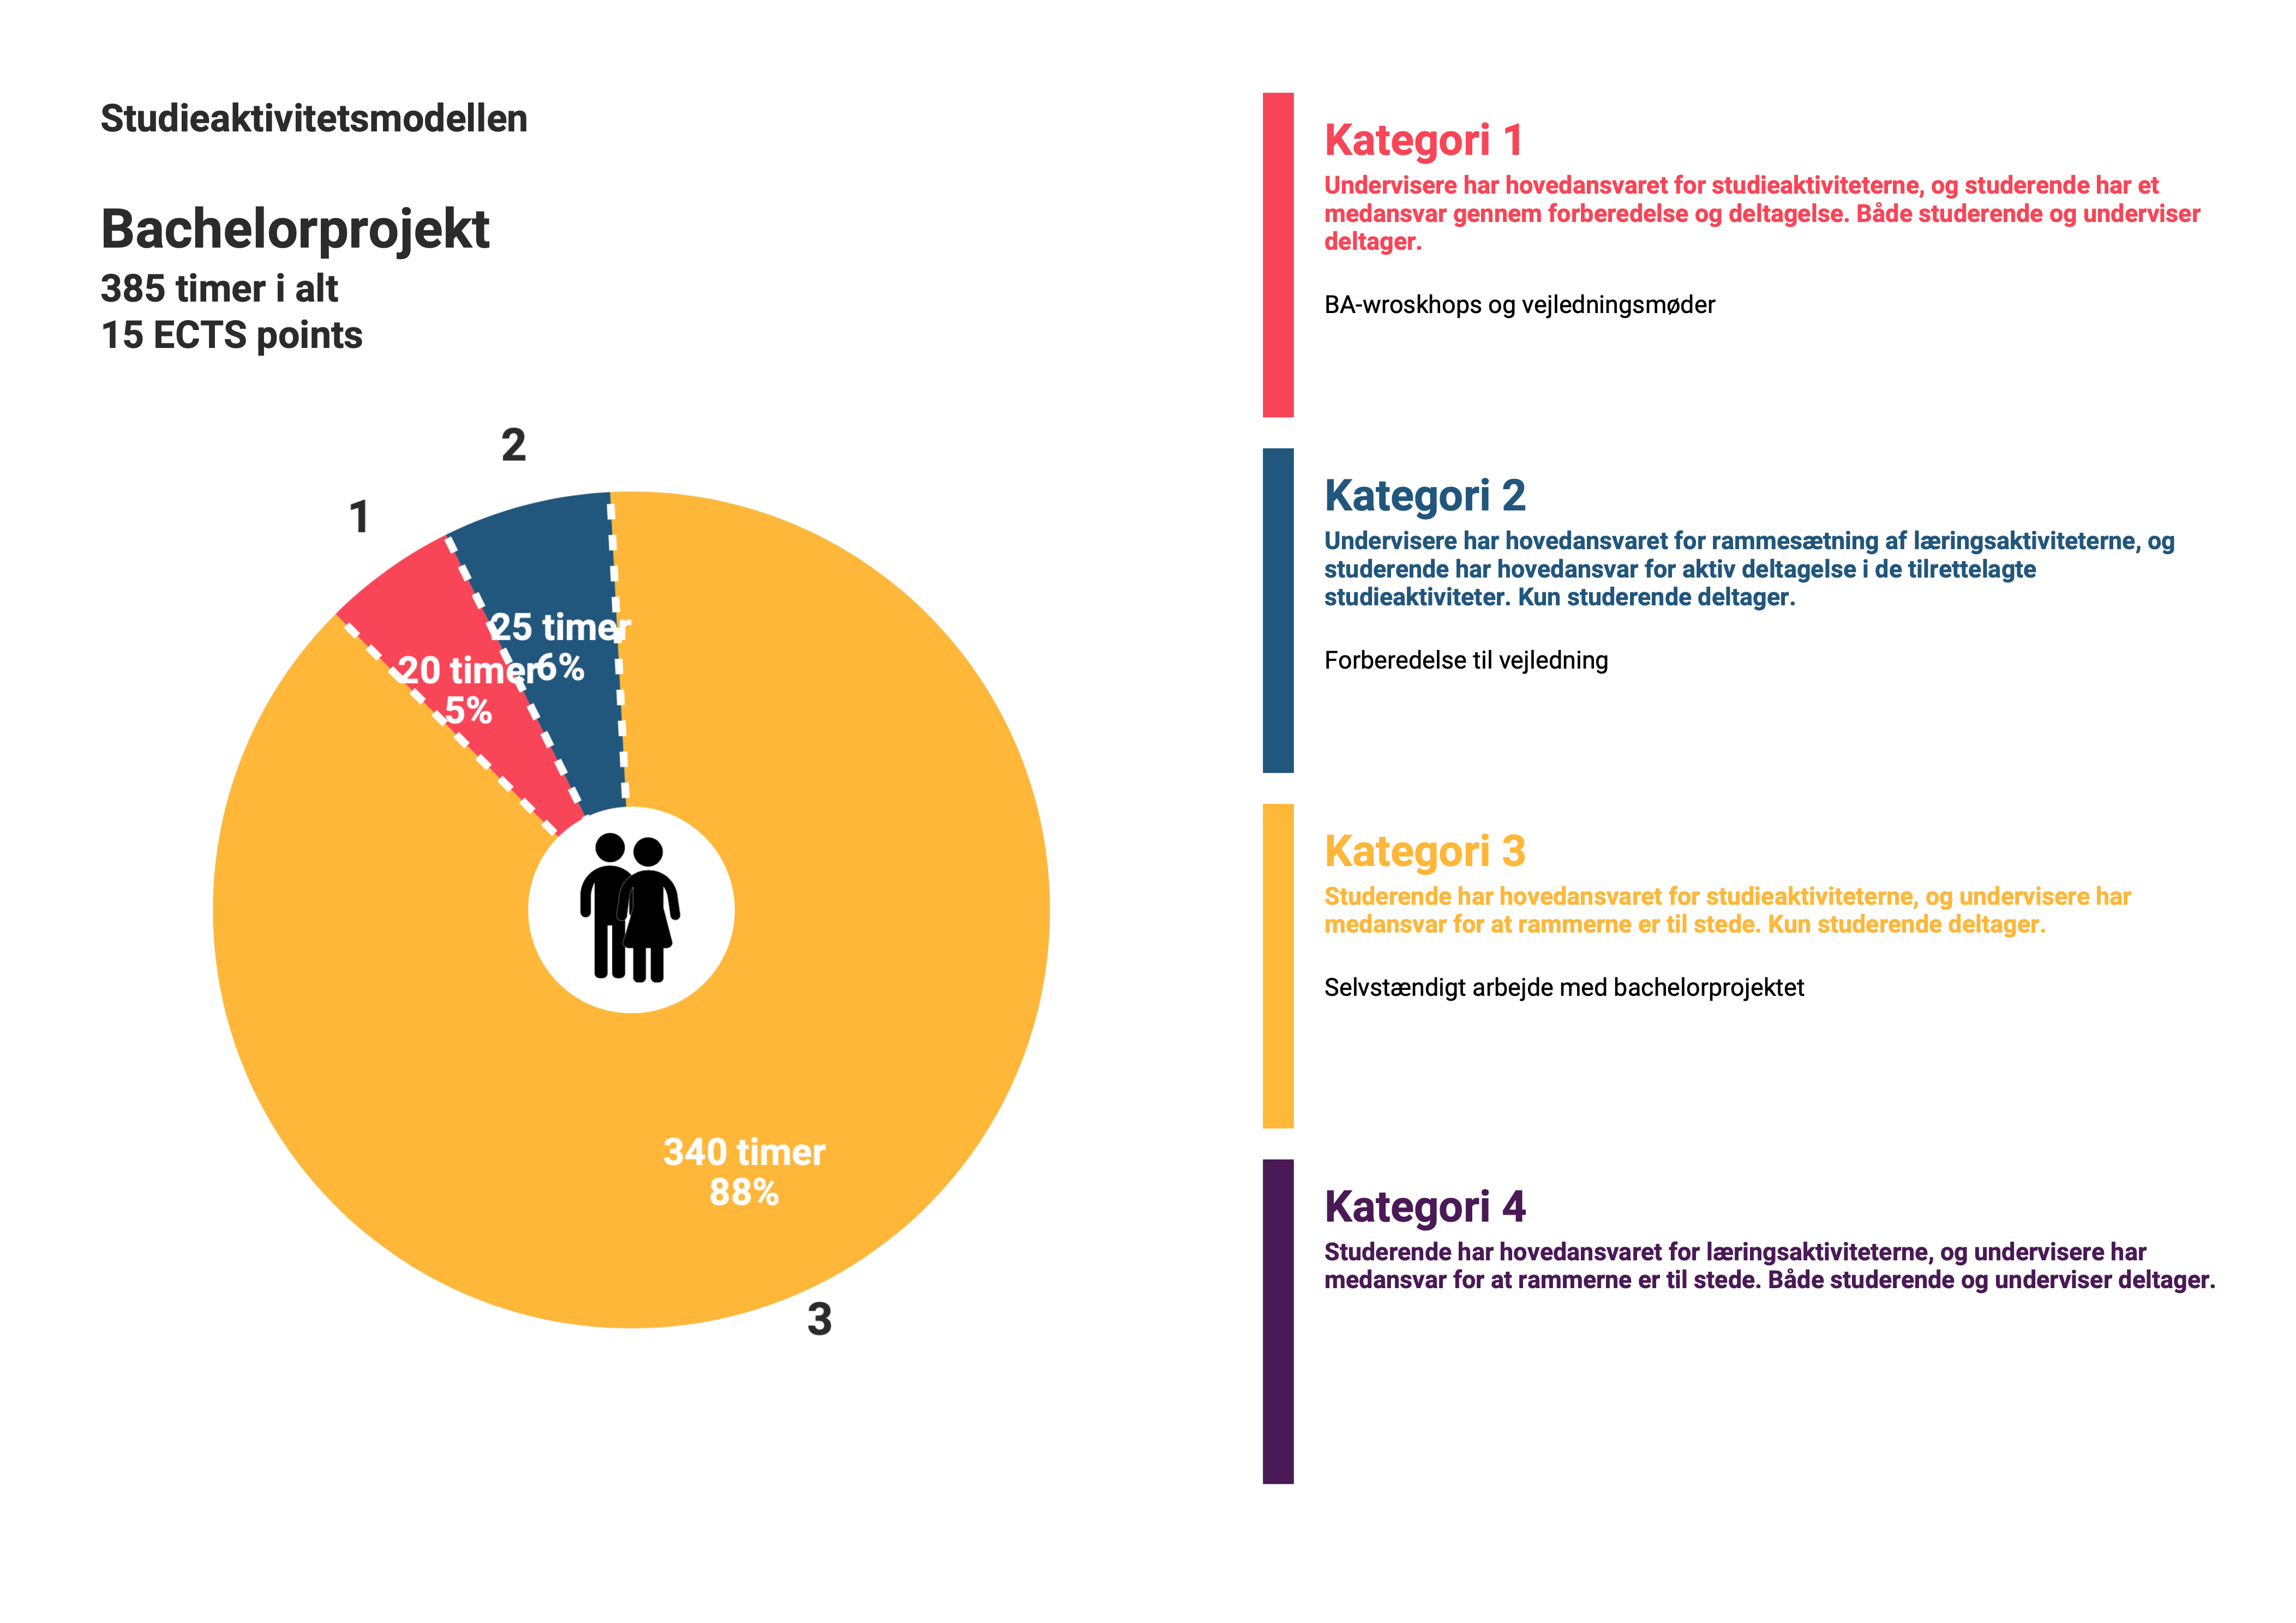 Studieaktivitetsmodellen
Bachelorprojekt
385 timer i alt
15 ECTS points
2
1
25 timer
6%
20 timer
5%
340 timer
88%
3
Kategori 1
Undervisere har hovedansvaret for studieaktiviteterne, og studerende har et
medansvar gennem forberedelse og deltagelse. Både studerende og underviser
deltager.
BA-wroskhops og vejledningsmøder
Kategori 2
Undervisere har hovedansvaret for rammesætning af læringsaktiviteterne, og
studerende har hovedansvar for aktiv deltagelse i de tilrettelagte
studieaktiviteter. Kun studerende deltager.
Forberedelse til vejledning
Kategori 3
Studerende har hovedansvaret for studieaktiviteterne, og undervisere har
medansvar for at rammerne er til stede. Kun studerende deltager.
Selvstændigt arbejde med bachelorprojektet
Kategori 4
Studerende har hovedansvaret for læringsaktiviteterne, og undervisere har
medansvar for at rammerne er til stede. Både studerende og underviser deltager.